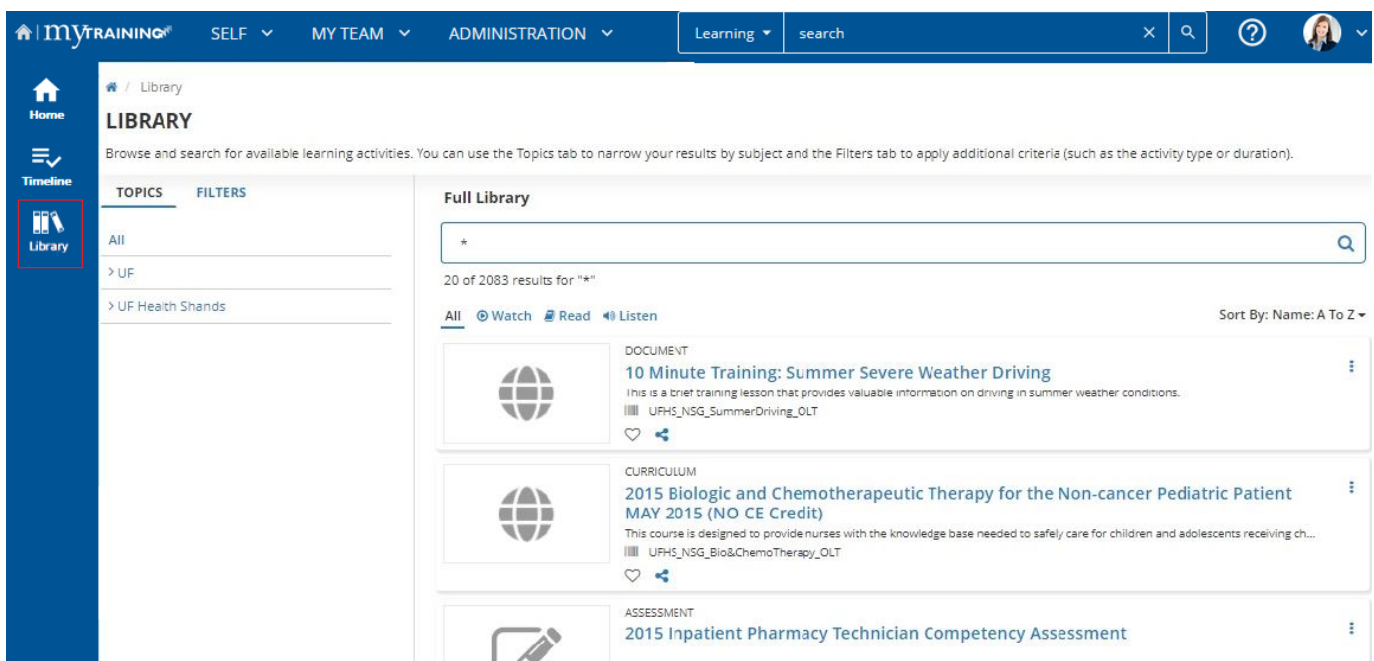 myTRAINING
SELF
MY TEAM
ADMINISTRATION
Learning
search
Home
Timeline
Library
/ Library
LIBRARY
Browse and search for available learning activities. You can use the Topics tab to narrow your results by subject and the Filters tab to apply additional criteria (such as the activity type or duration).
TOPICS
FILTERS
All
> UF
> UF Health Shands
Full Library
*
20 of 2083 results for "*"
All
Watch
Read
Listen
Sort By: Name: A To Z
DOCUMENT
10 Minute Training: Summer Severe Weather Driving
This is a brief training lesson that provides valuable information on driving in summer weather conditions.
UFHS_NSG_SummerDriving_OLT
CURRICULUM
2015 Biologic and Chemotherapeutic Therapy for the Non-cancer Pediatric Patient
MAY 2015 (NO CE Credit)
This course is designed to provide nurses with the knowledge base needed to safely care for children and adolescents receiving ch...
UFHS_NSG_Bio&ChemoTherapy_OLT
ASSESSMENT
2015 Inpatient Pharmacy Technician Competency Assessment